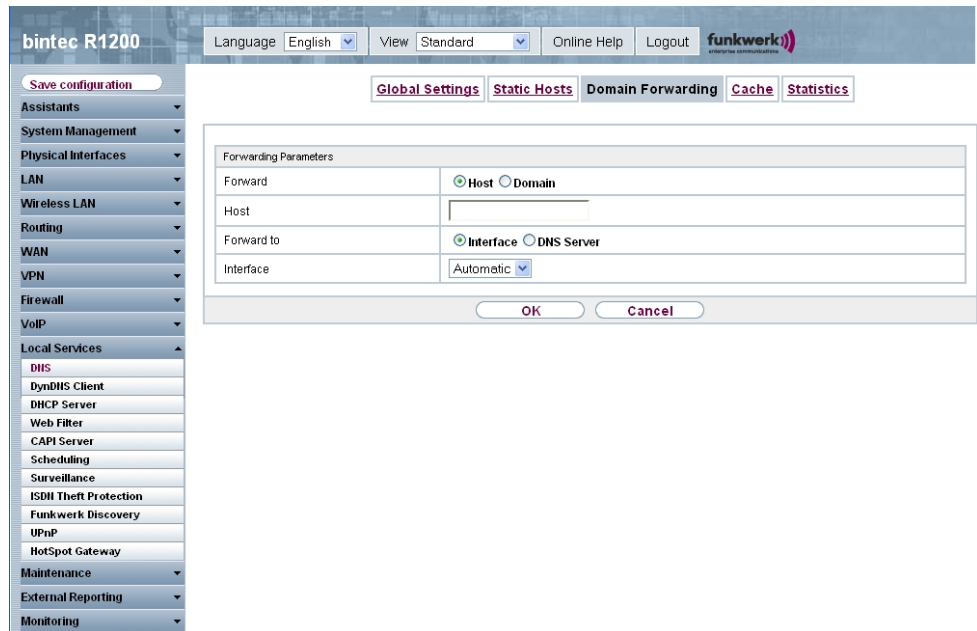 bintec R1200
Language English View Standard Online Help Logout funkwerk
enterprise communications
Save configuration
Global Settings Static Hosts Domain Forwarding Cache Statistics
Assistants
System Management
Physical Interfaces
LAN
Wireless LAN
Routing
WAN
VPN
Firewall
VoIP
Local Services
DNS
DynDNS Client
DHCP Server
Web Filter
CAPI Server
Scheduling
Surveillance
ISDN Theft Protection
Funkwerk Discovery
UPnP
HotSpot Gateway
Maintenance
External Reporting
Monitoring
Forwarding Parameters
Forward Host Domain
Host
Forward to Interface DNS Server
Interface Automatic
OK Cancel